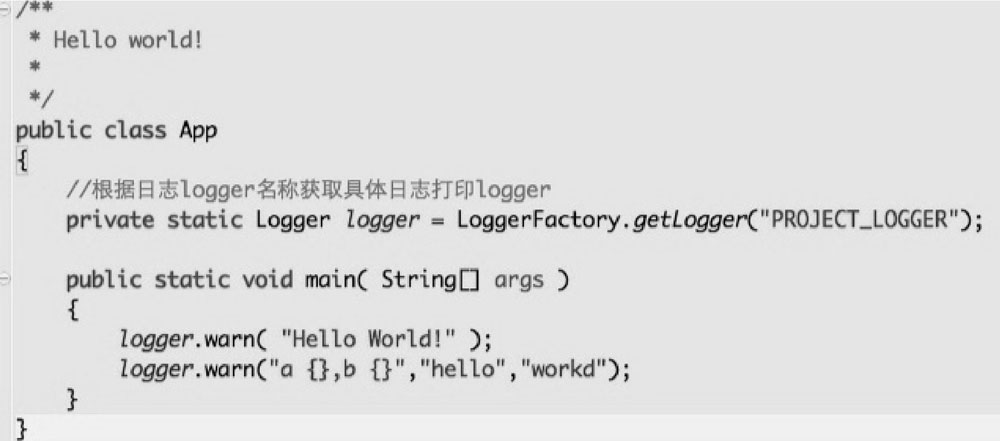 /**
 * Hello world!
 *
 */
public class App
{
    //根据日志logger名称获取具体日志打印logger
    private static Logger logger = LoggerFactory.getLogger("PROJECT_LOGGER");

    public static void main( String[] args )
    {
        logger.warn( "Hello World!" );
        logger.warn("a {},b {}","hello","workd");
    }
}